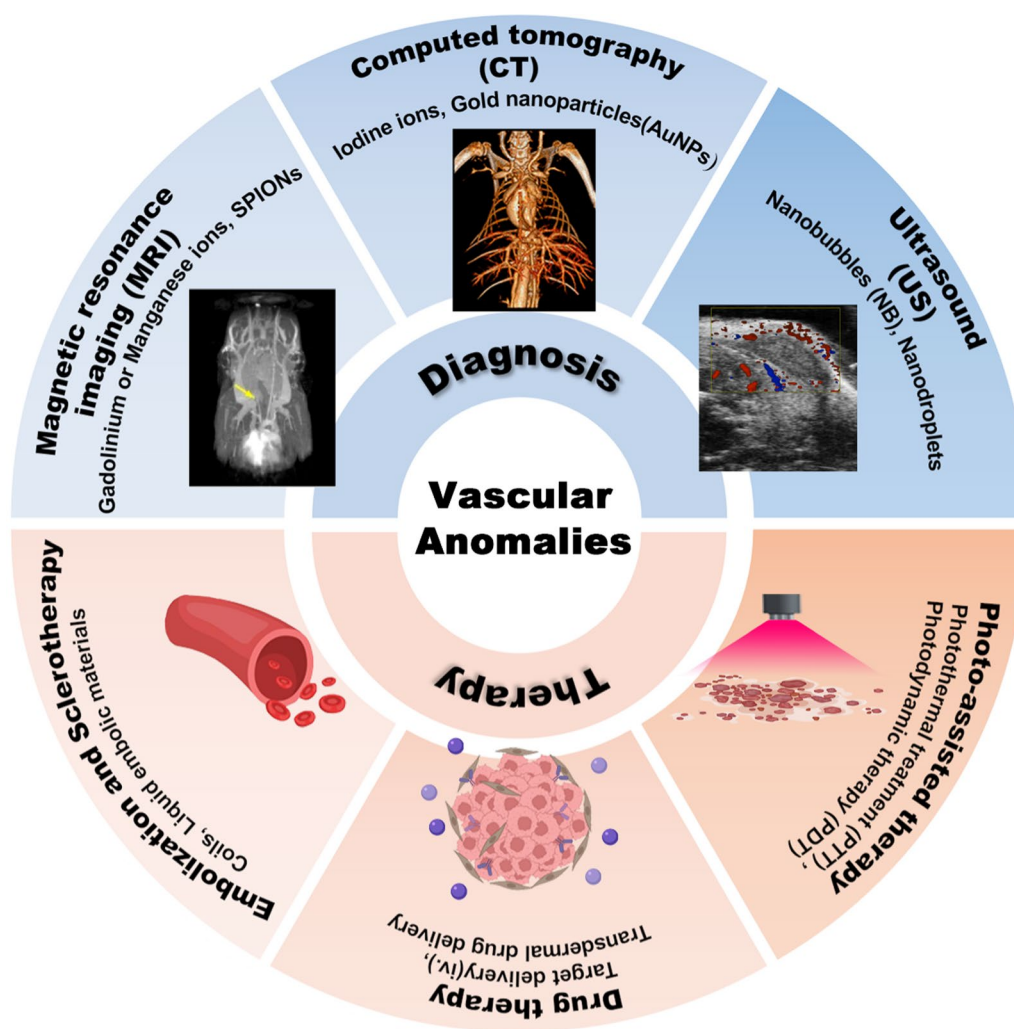 Vascular
Anomalies
Diagnosis
Computed tomography
(CT)
Iodine ions, Gold nanoparticles(AuNPs)
Ultrasound
(US)
Nanobubbles (NB), Nanodroplets
Magnetic resonance
imaging (MRI)
Gadolinium or Manganese ions, SPIONs
Therapy
Photo-assisted therapy
Photothermal treatment (PTT),
Photodynamic therapy (PDT)
Drug therapy
Target delivery(iv.),
Transdermal drug delivery
Embolization and Sclerotherapy
Coils, Liquid embolic materials